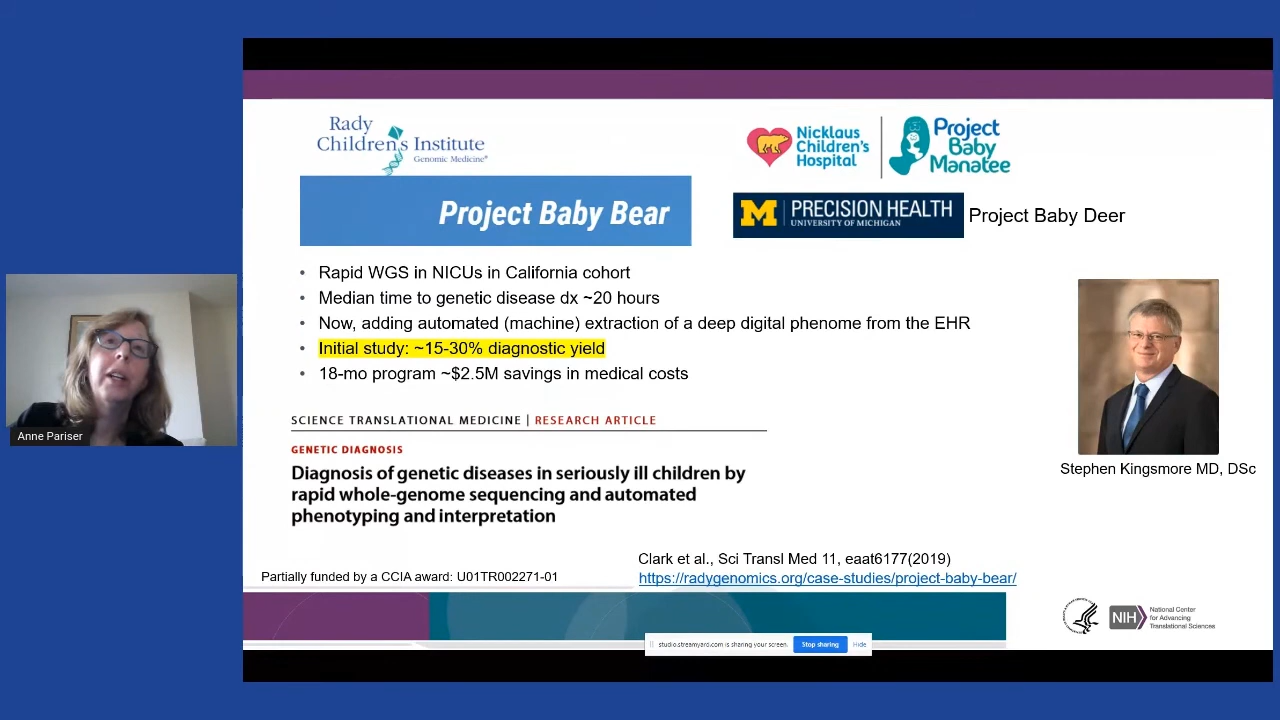 Rady
Children's Institute
Genomic Medicine®
Nicklaus
Children's
Hospital
Project
Baby
Manatee
Project Baby Bear
M PRECISION HEALTH
UNIVERSITY OF MICHIGAN
Project Baby Deer
• Rapid WGS in NICUs in California cohort
• Median time to genetic disease dx ~20 hours
• Now, adding automated (machine) extraction of a deep digital phenome from the EHR
• Initial study: ~15-30% diagnostic yield
• 18-mo program ~$2.5M savings in medical costs
Anne Pariser
Stephen Kingsmore MD, DSc
SCIENCE TRANSLATIONAL MEDICINE | RESEARCH ARTICLE
GENETIC DIAGNOSIS
Diagnosis of genetic diseases in seriously ill children by
rapid whole-genome sequencing and automated
phenotyping and interpretation
Clark et al., Sci Transl Med 11, eaat6177(2019)
Partially funded by a CCIA award: U01TR002271-01
https://radygenomics.org/case-studies/project-baby-bear/
NIH
National Center
for Advancing
Translational Sciences
studio.streamyard.com is sharing your screen.
Stop sharing
Hide